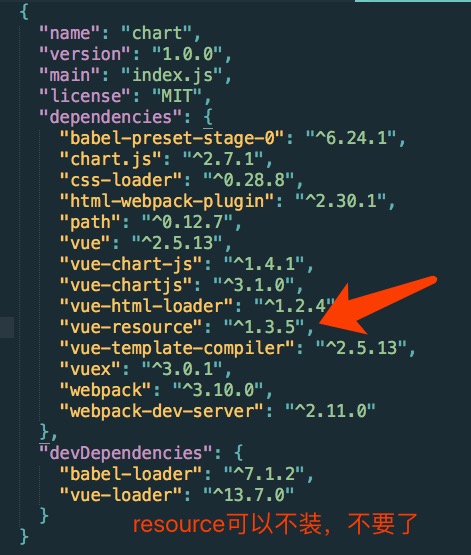 {
"name": "chart",
"version": "1.0.0",
"main": "index.js",
"license": "MIT",
"dependencies": {
"babel-preset-stage-0": "^6.24.1",
"chart.js": "^2.7.1",
"css-loader": "^0.28.8",
"html-webpack-plugin": "^2.30.1",
"path": "^0.12.7",
"vue": "^2.5.13",
"vue-chart-js": "^1.4.1",
"vue-chartjs": "^3.1.0",
"vue-html-loader": "^1.2.4"
"vue-resource": "^1.3.5",
"vue-template-compiler": "^2.5.13",
"vuex": "^3.0.1",
"webpack": "^3.10.0",
"webpack-dev-server": "^2.11.0"
},
"devDependencies": {
"babel-loader": "^7.1.2",
"vue-loader": "^13.7.0"
}
resource可以不装，不要了
}